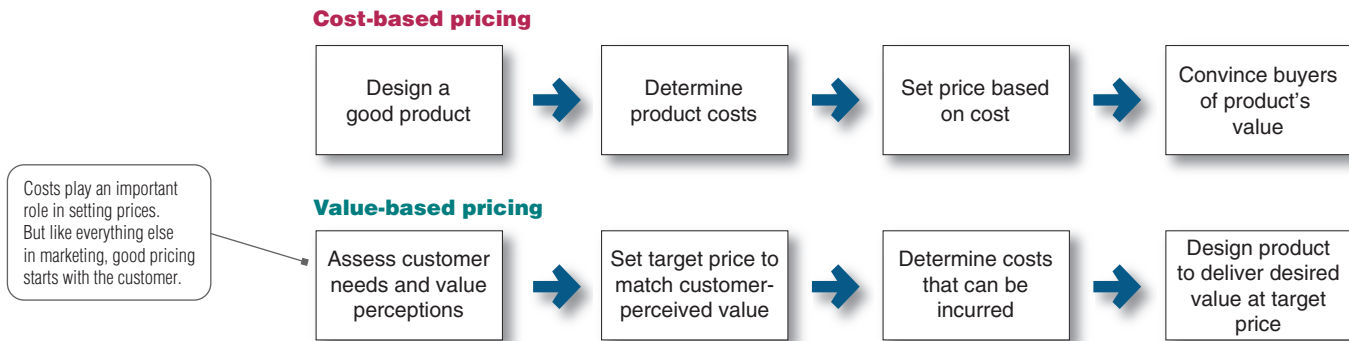 Cost-based pricing
Design a
good product
Determine
product costs
Set price based
on cost
Convince buyers
of product's
value
Costs play an important
role in setting prices.
But like everything else
in marketing, good pricing
starts with the customer.
Value-based pricing
Assess customer
needs and value
perceptions
Set target price to
match customer-
perceived value
Determine costs
that can be
incurred
Design product
to deliver desired
value at target
price